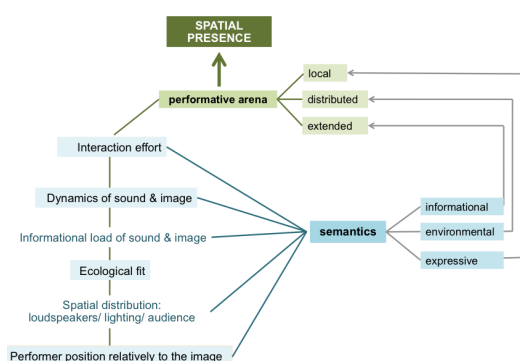 SPATIAL
PRESENCE
performative arena
local
distributed
extended
Interaction effort
Dynamics of sound & image
Informational load of sound & image
Ecological fit
Spatial distribution:
loudspeakers/ lighting/ audience
Performer position relatively to the image
semantics
informational
environmental
expressive